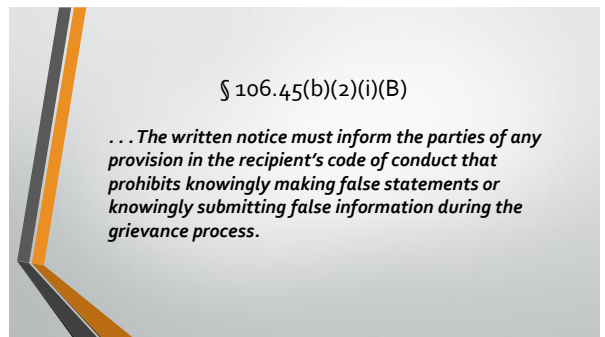 § 106.45(b)(2)(i)(B)
. . . The written notice must inform the parties of any
provision in the recipient’s code of conduct that
prohibits knowingly making false statements or
knowingly submitting false information during the
grievance process.